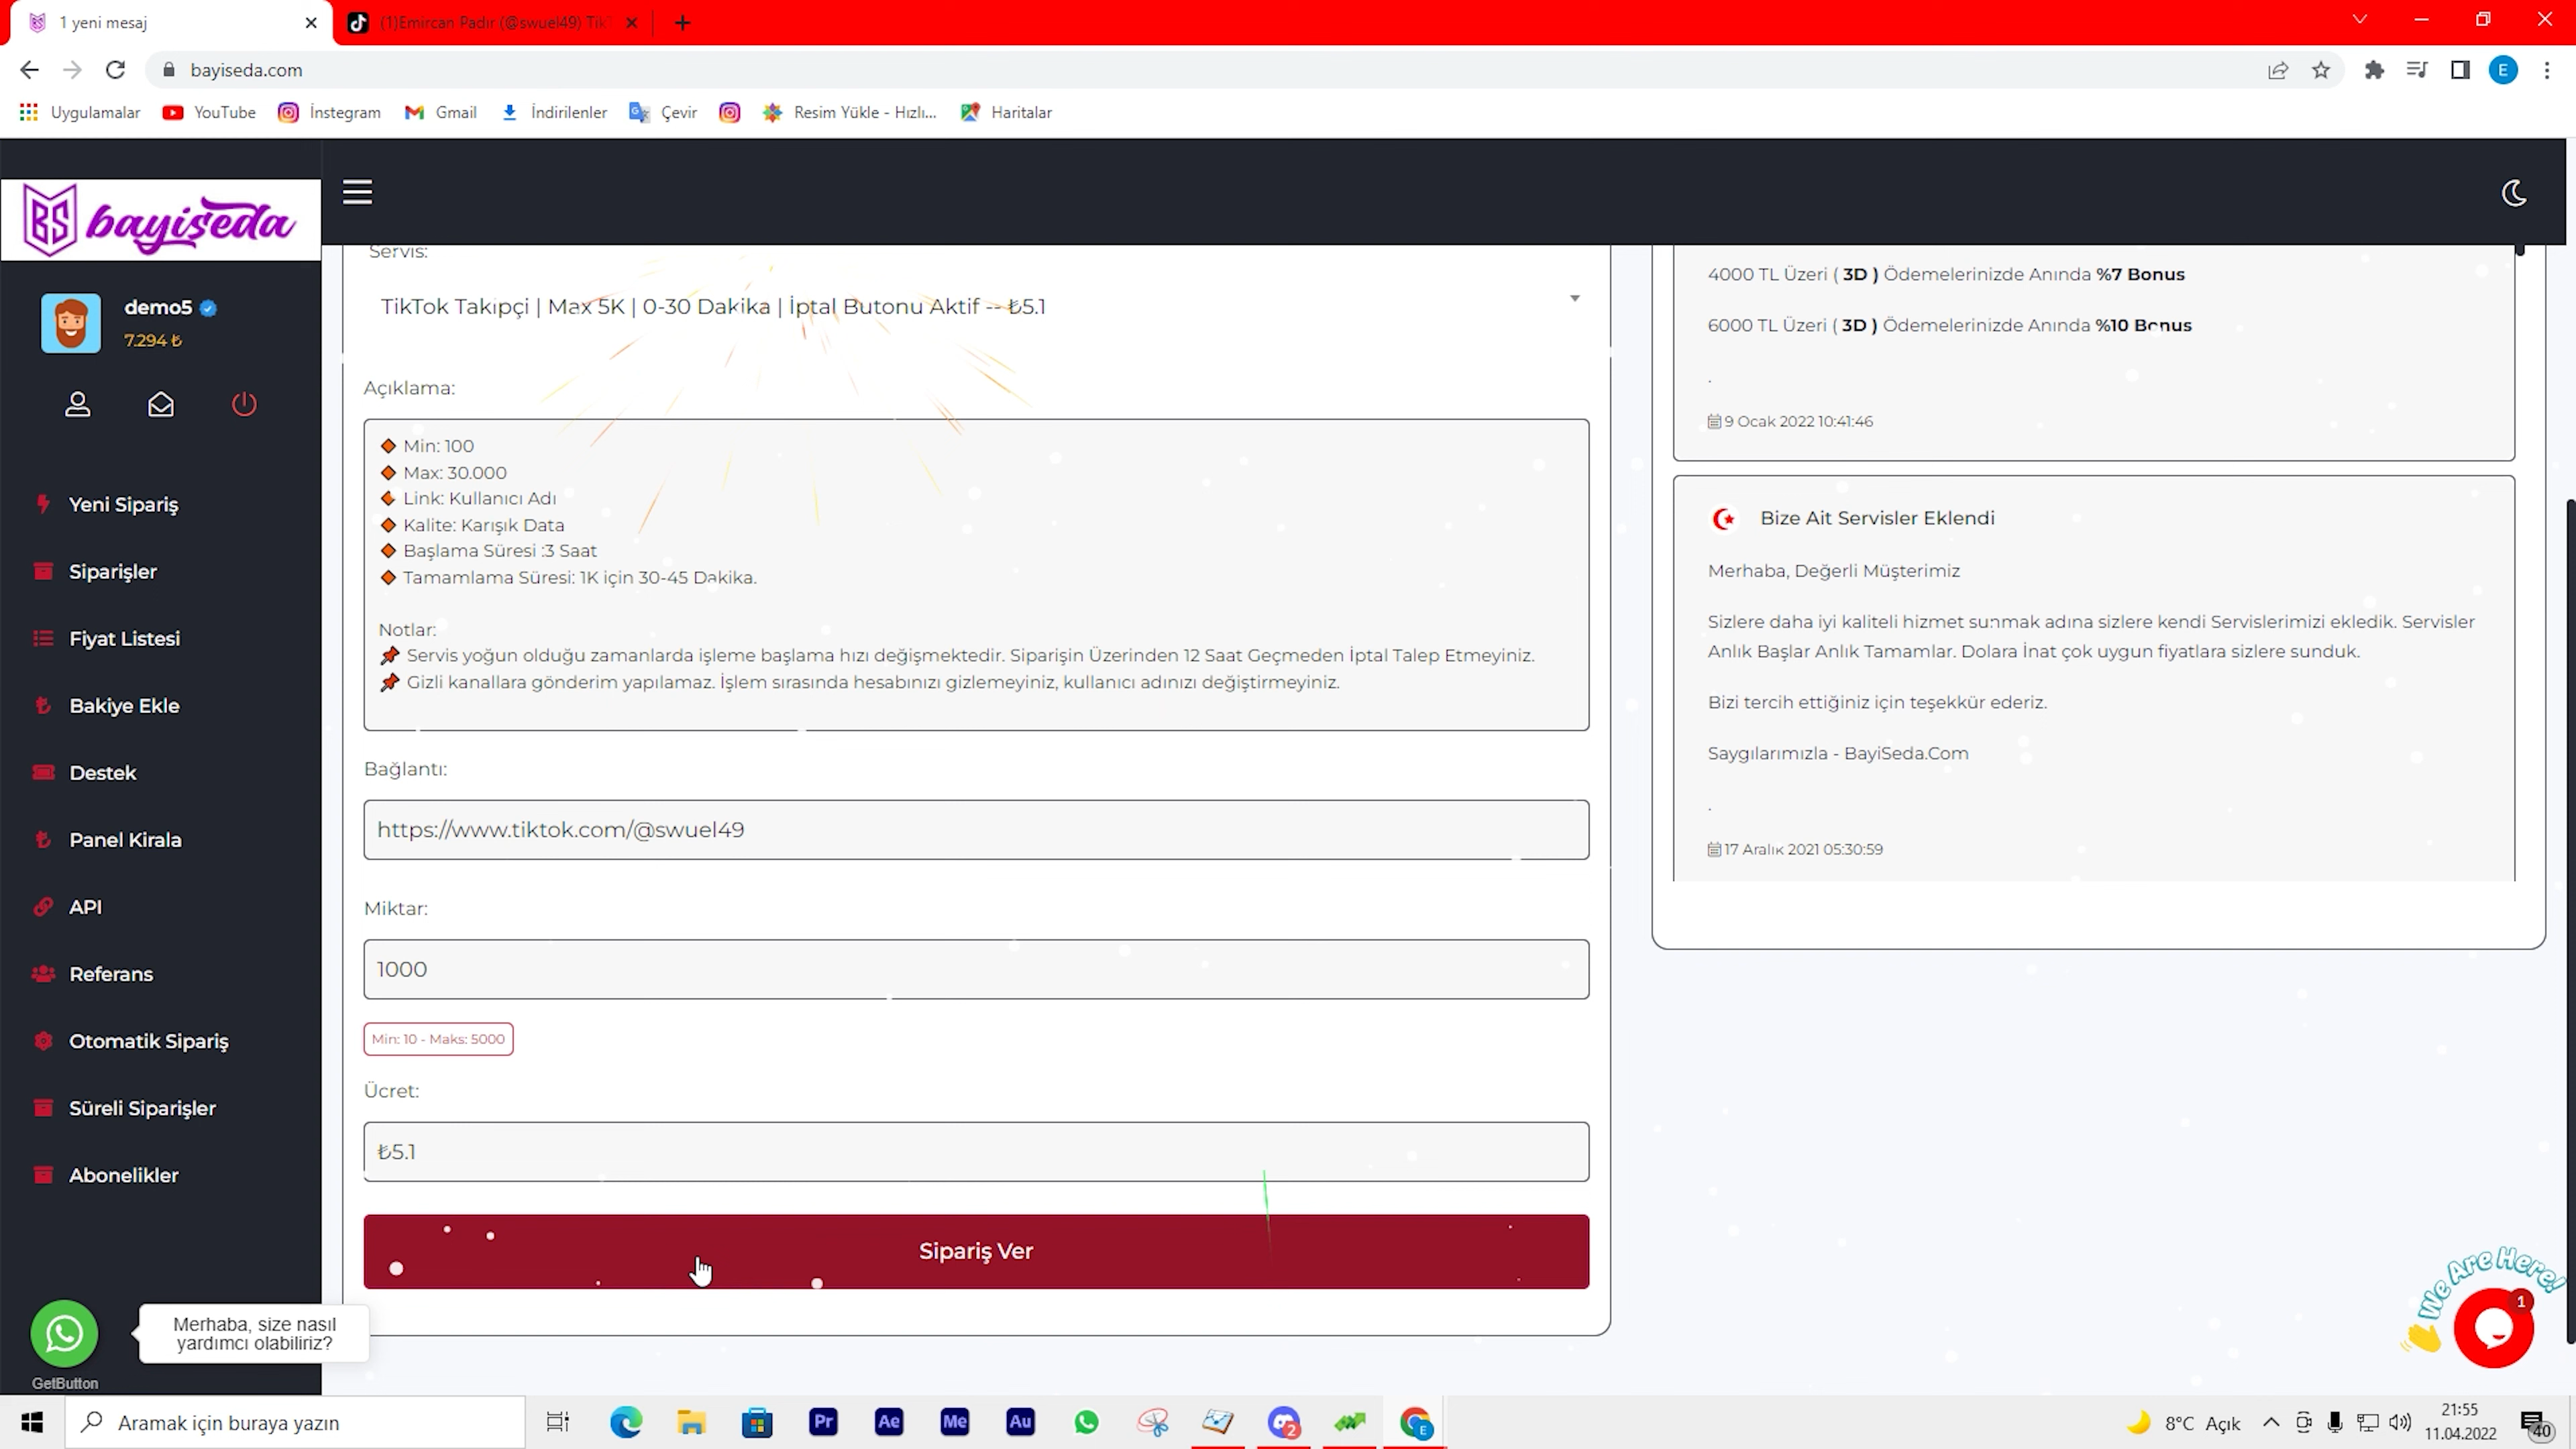 1 yeni mesaj
(1)Emircan Padır (@swuel49) Tik
bayiseda.com
E
Uygulamalar
YouTube
İnstegram
Gmail
İndirilenler
Çevir
Resim Yükle - Hızlı...
Haritalar
BS bayiseda
demo5
7.294 ₺
Yeni Sipariş
Siparişler
Fiyat Listesi
Bakiye Ekle
Destek
Panel Kirala
API
Referans
Otomatik Sipariş
Süreli Siparişler
Abonelikler
Merhaba, size nasıl
yardımcı olabiliriz?
GetButton
Servis:
TikTok Takipçi | Max 5K | 0-30 Dakika | İptal Butonu Aktif -- ₺5.1
Açıklama:
Min: 100
Max: 30.000
Link: Kullanıcı Adı
Kalite: Karışık Data
Başlama Süresi :3 Saat
Tamamlama Süresi: 1K için 30-45 Dakika.
Notlar:
Servis yoğun olduğu zamanlarda işleme başlama hızı değişmektedir. Siparişin Üzerinden 12 Saat Geçmeden İptal Talep Etmeyiniz.
Gizli kanallara gönderim yapılamaz. İşlem sırasında hesabınızı gizlemeyiniz, kullanıcı adınızı değiştirmeyiniz.
Bağlantı:
https://www.tiktok.com/@swuel49
Miktar:
1000
Min: 10 - Maks: 5000
Ücret:
₺5.1
Sipariş Ver
4000 TL Üzeri ( 3D ) Ödemelerinizde Anında %7 Bonus
6000 TL Üzeri ( 3D ) Ödemelerinizde Anında %10 Bonus
.
9 Ocak 2022 10:41:46
Bize Ait Servisler Eklendi
Merhaba, Değerli Müşterimiz
Sizlere daha iyi kaliteli hizmet sunmak adına sizlere kendi Servislerimizi ekledik. Servisler
Anlık Başlar Anlık Tamamlar. Dolara İnat çok uygun fiyatlara sizlere sunduk.
Bizi tercih ettiğiniz için teşekkür ederiz.
Saygılarımızla - BayiSeda.Com
.
17 Aralık 2021 05:30:59
We Are Here!
1
Aramak için buraya yazın
Pr
Ae
Me
Au
2
E
8°C Açık
21:55
11.04.2022
40